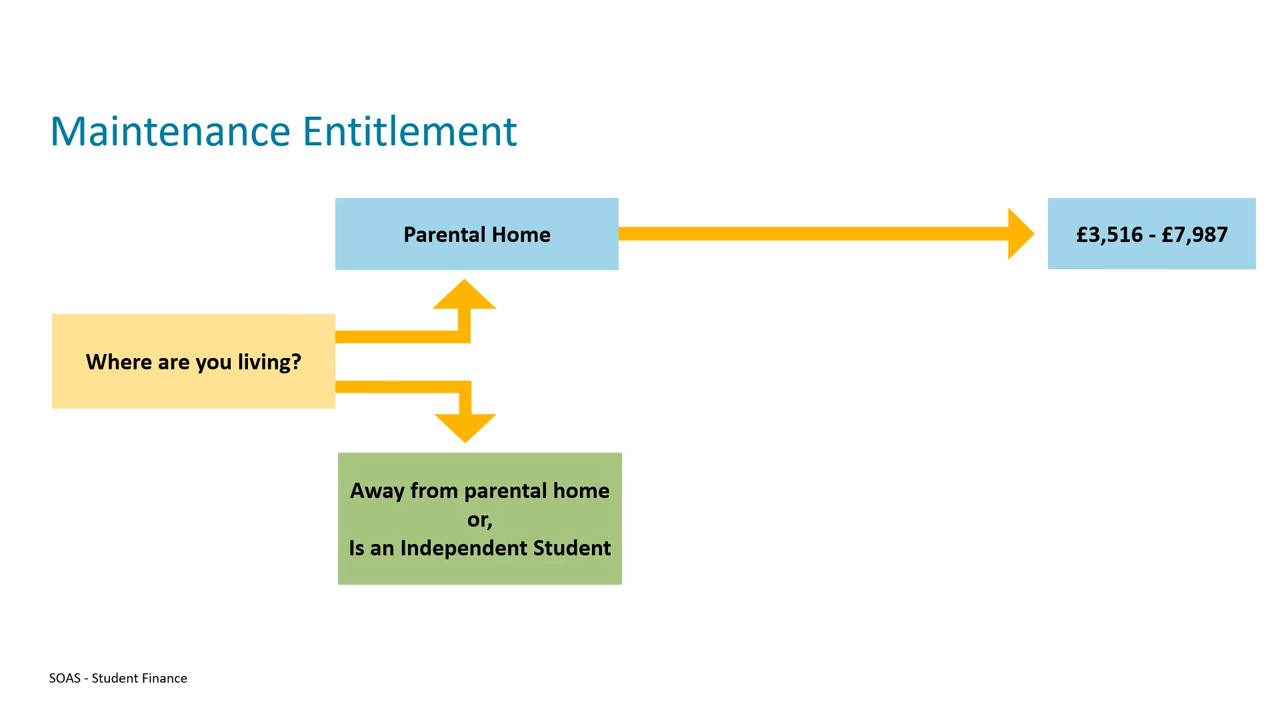 Maintenance Entitlement
Parental Home
£3,516 - £7,987
Where are you living?
Away from parental home
or,
Is an Independent Student
SOAS - Student Finance